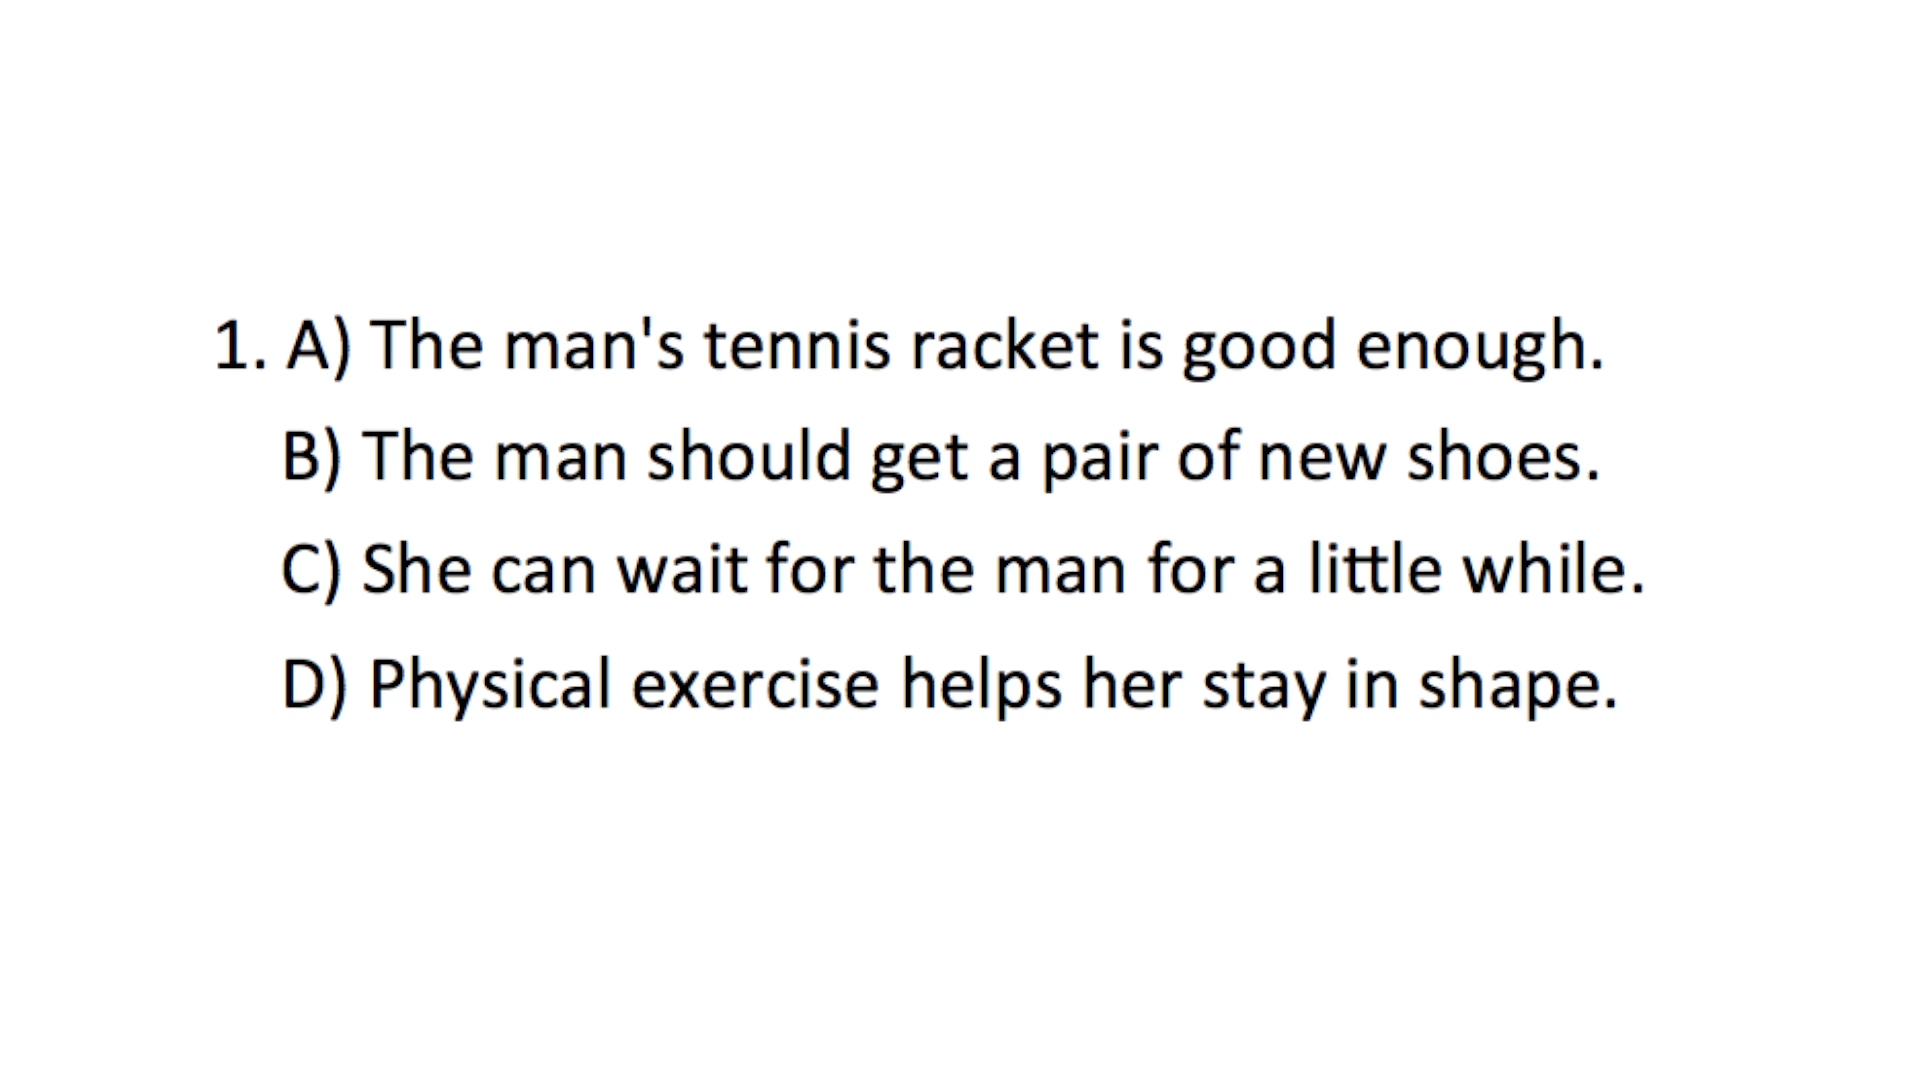 1. A) The man's tennis racket is good enough.
B) The man should get a pair of new shoes.
C) She can wait for the man for a little while.
D) Physical exercise helps her stay in shape.